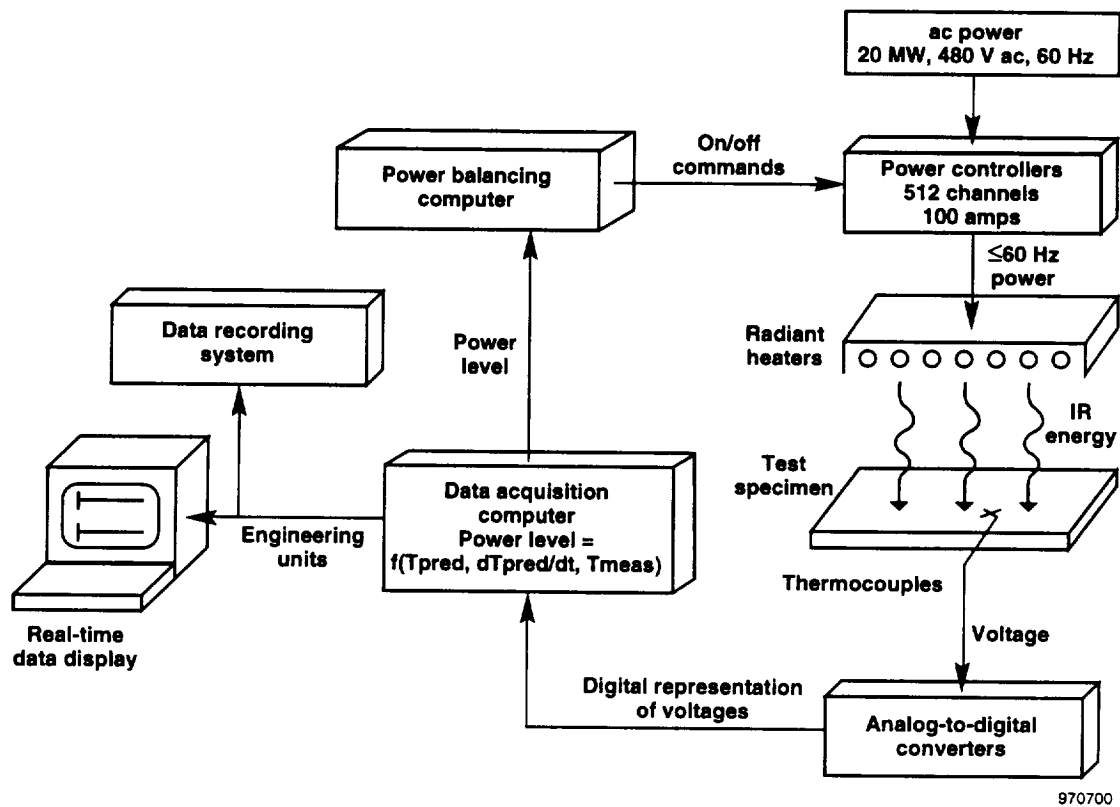 ac power
20 MW, 480 V ac, 60 Hz
Power balancing
computer
On/off
commands
Power controllers
512 channels
100 amps
≤60 Hz
power
Data recording
system
Power
level
Radiant
heaters
IR
energy
Test
specimen
Data acquisition
computer
Power level =
f(Tpred, dTpred/dt, Tmeas)
Engineering
units
Thermocouples
Real-time
data display
Voltage
Digital representation
of voltages
Analog-to-digital
converters
970700